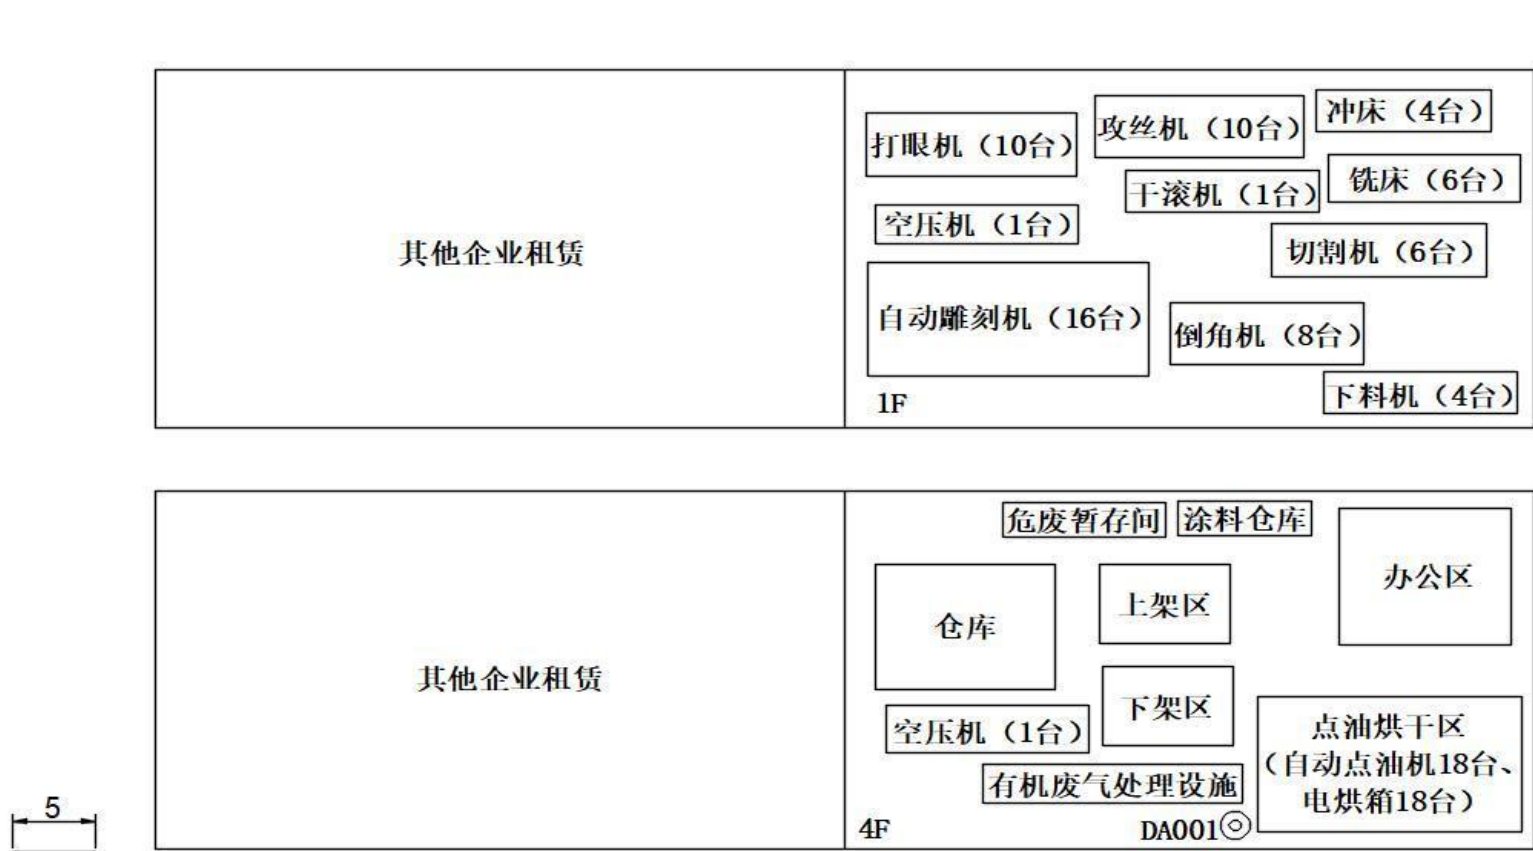 其他企业租赁
打眼机（10台）
攻丝机（10台）
冲床（4台）
干滚机（1台）
铣床（6台）
空压机（1台）
切割机（6台）
自动雕刻机（16台）
倒角机（8台）
下料机（4台）
1F
其他企业租赁
危废暂存间
涂料仓库
办公区
仓库
上架区
下架区
空压机（1台）
点油烘干区
（自动点油机18台、
电烘箱18台）
有机废气处理设施
4F
DA001
5